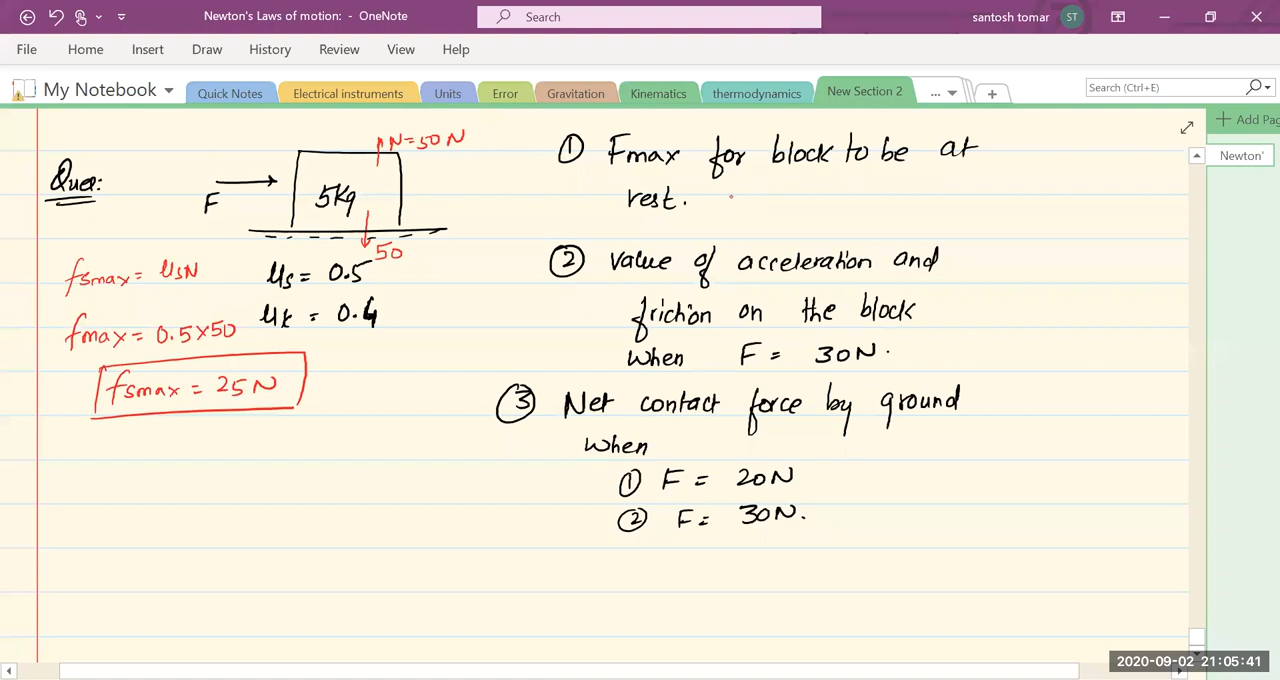 Newton's Laws of motion: - OneNote
Search
santosh tomar
ST
File Home Insert Draw History Review View Help
My Notebook
Quick Notes
Electrical instruments
Units
Error
Gravitation
Kinematics
thermodynamics
New Section 2
...
Search (Ctrl+E)
Add Pag
Newton'
Ques:
F
5Kg
N=50N
50
μs = 0.5
μk = 0.4
fsmax = μsN
fmax = 0.5×50
fsmax = 25N
① Fmax for block to be at
rest.
② Value of acceleration and
friction on the block
when F = 30N.
③ Net contact force by ground
when
① F = 20N
② F = 30N.
2020-09-02 21:05:41